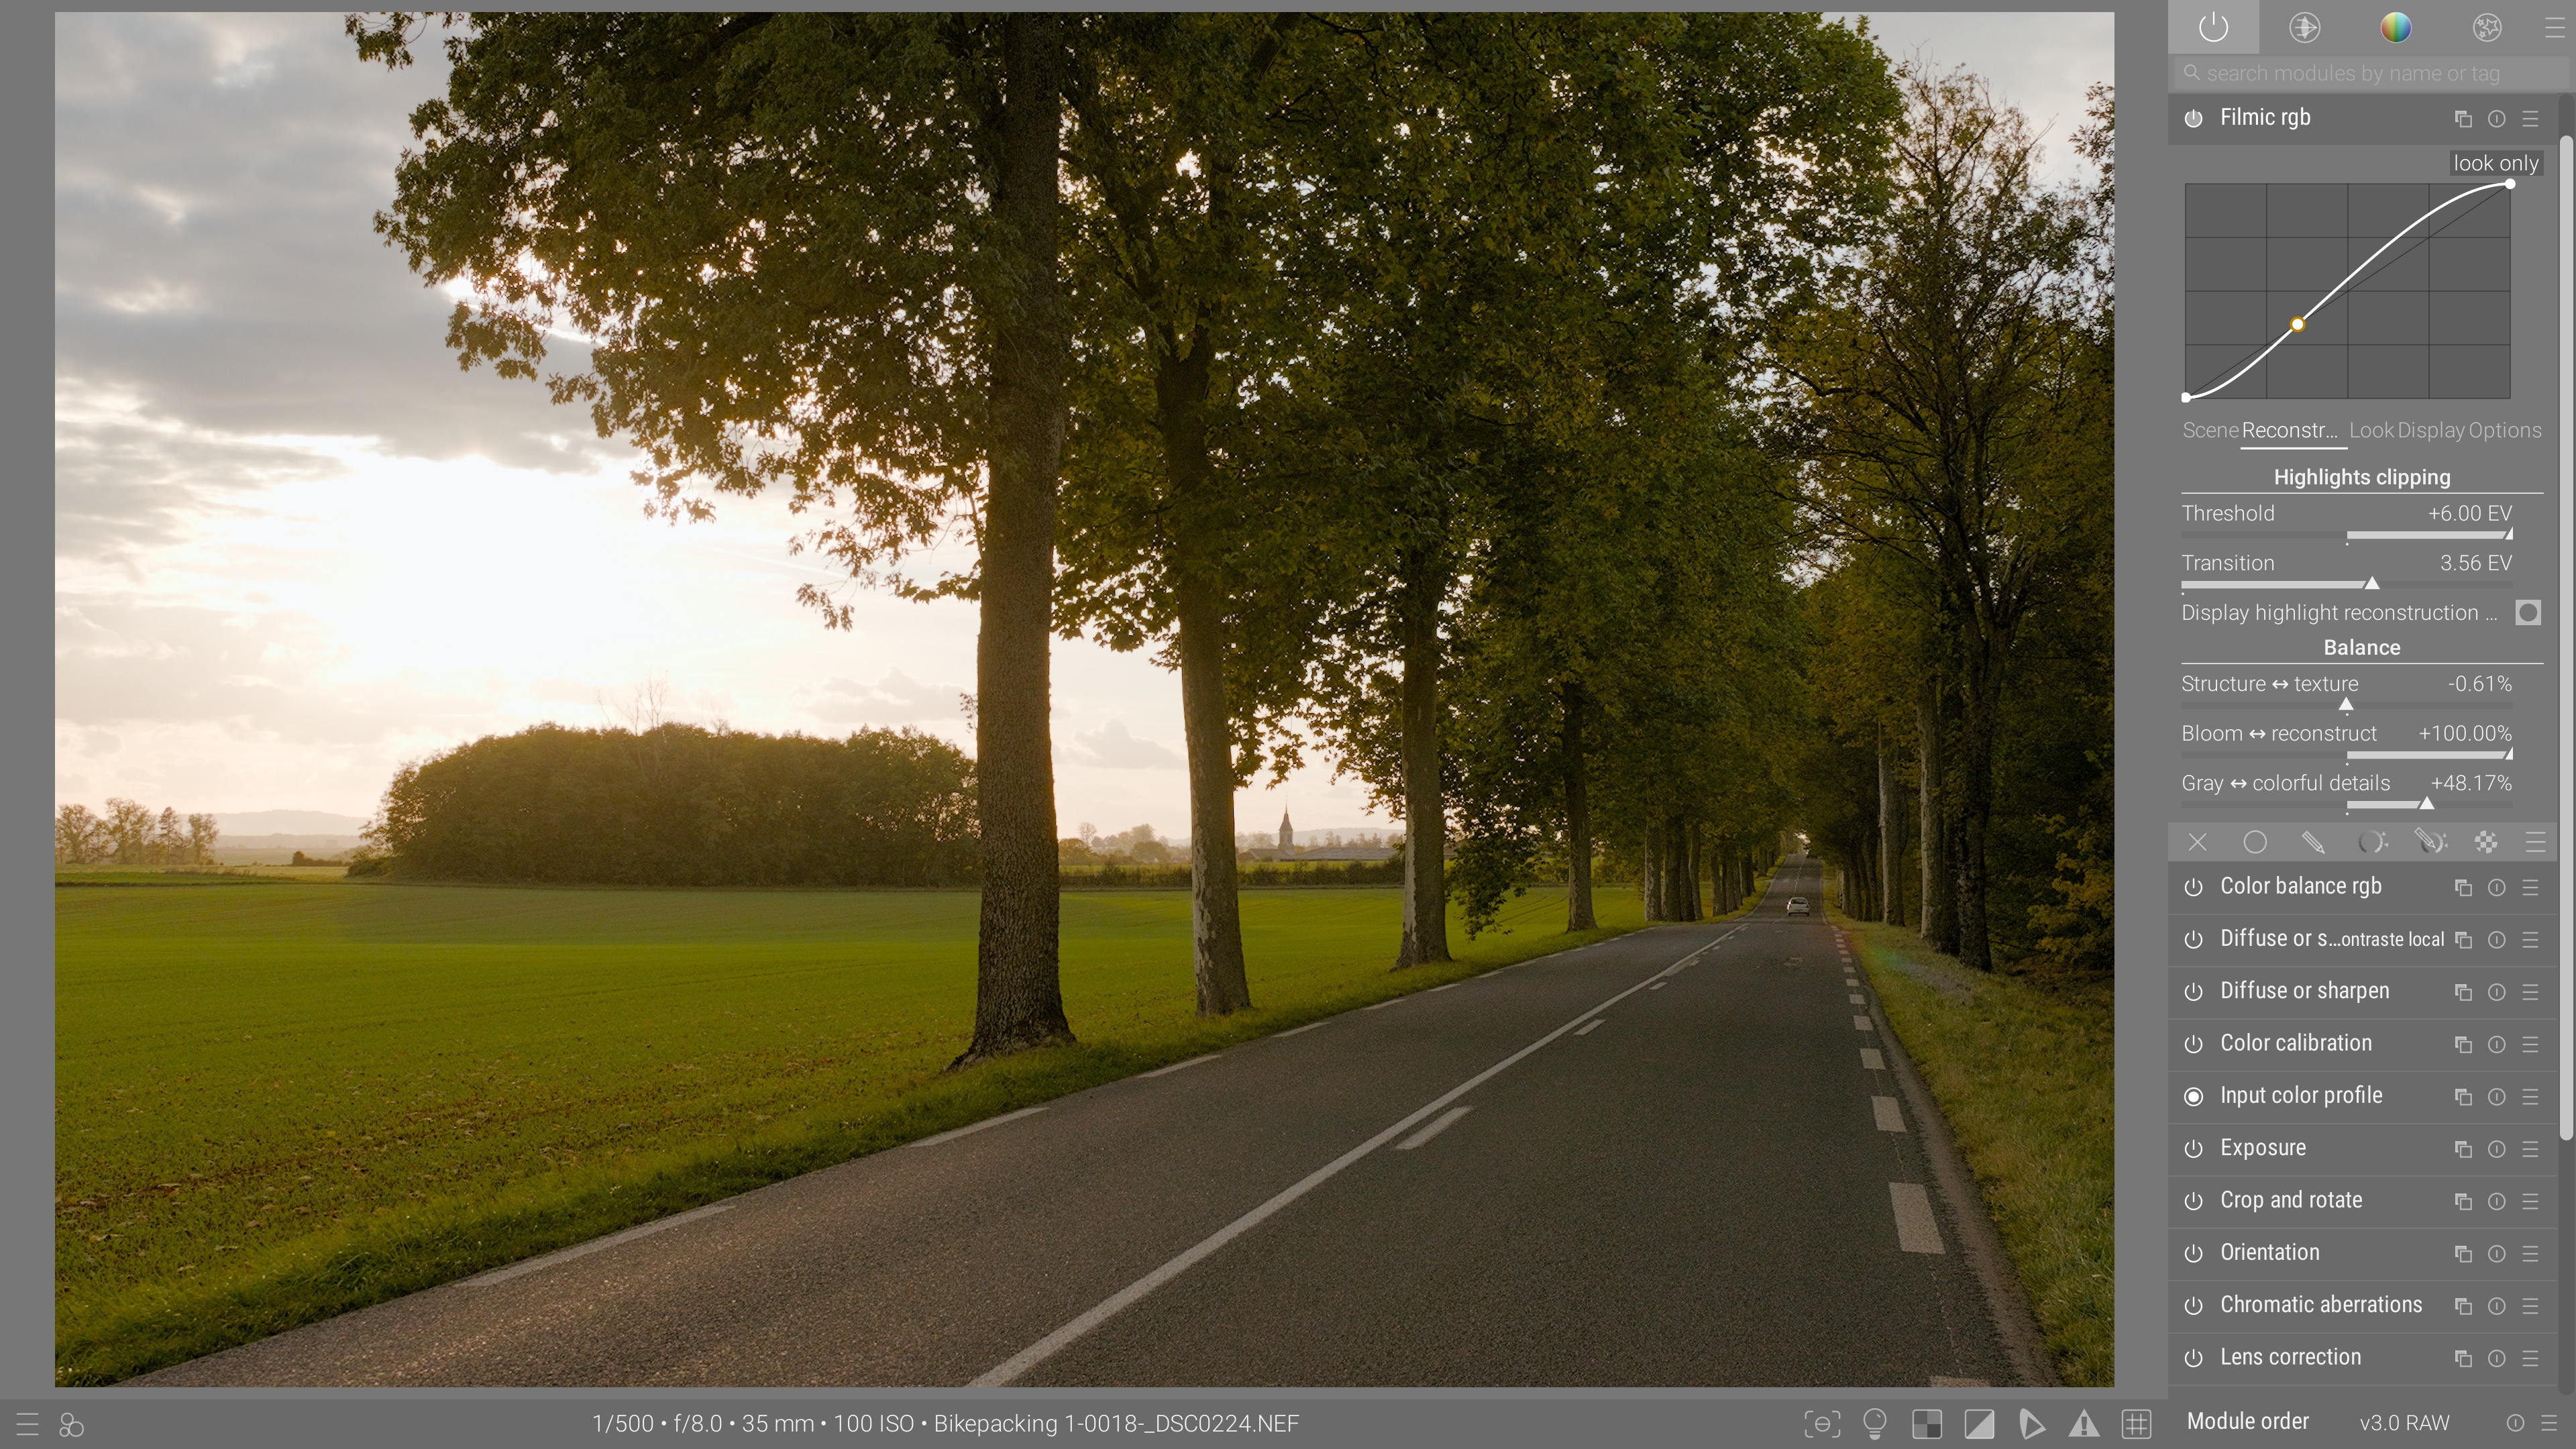 search modules by name or tag
Filmic rgb
look only
Scene Reconstr... Look Display Options
Highlights clipping
Threshold +6.00 EV
Transition 3.56 EV
Display highlight reconstruction ...
Balance
Structure ↔ texture -0.61%
Bloom ↔ reconstruct +100.00%
Gray ↔ colorful details +48.17%
Color balance rgb
Diffuse or s...ontraste local
Diffuse or sharpen
Color calibration
Input color profile
Exposure
Crop and rotate
Orientation
Chromatic aberrations
Lens correction
1/500 • f/8.0 • 35 mm • 100 ISO • Bikepacking 1-0018-_DSC0224.NEF
Module order v3.0 RAW